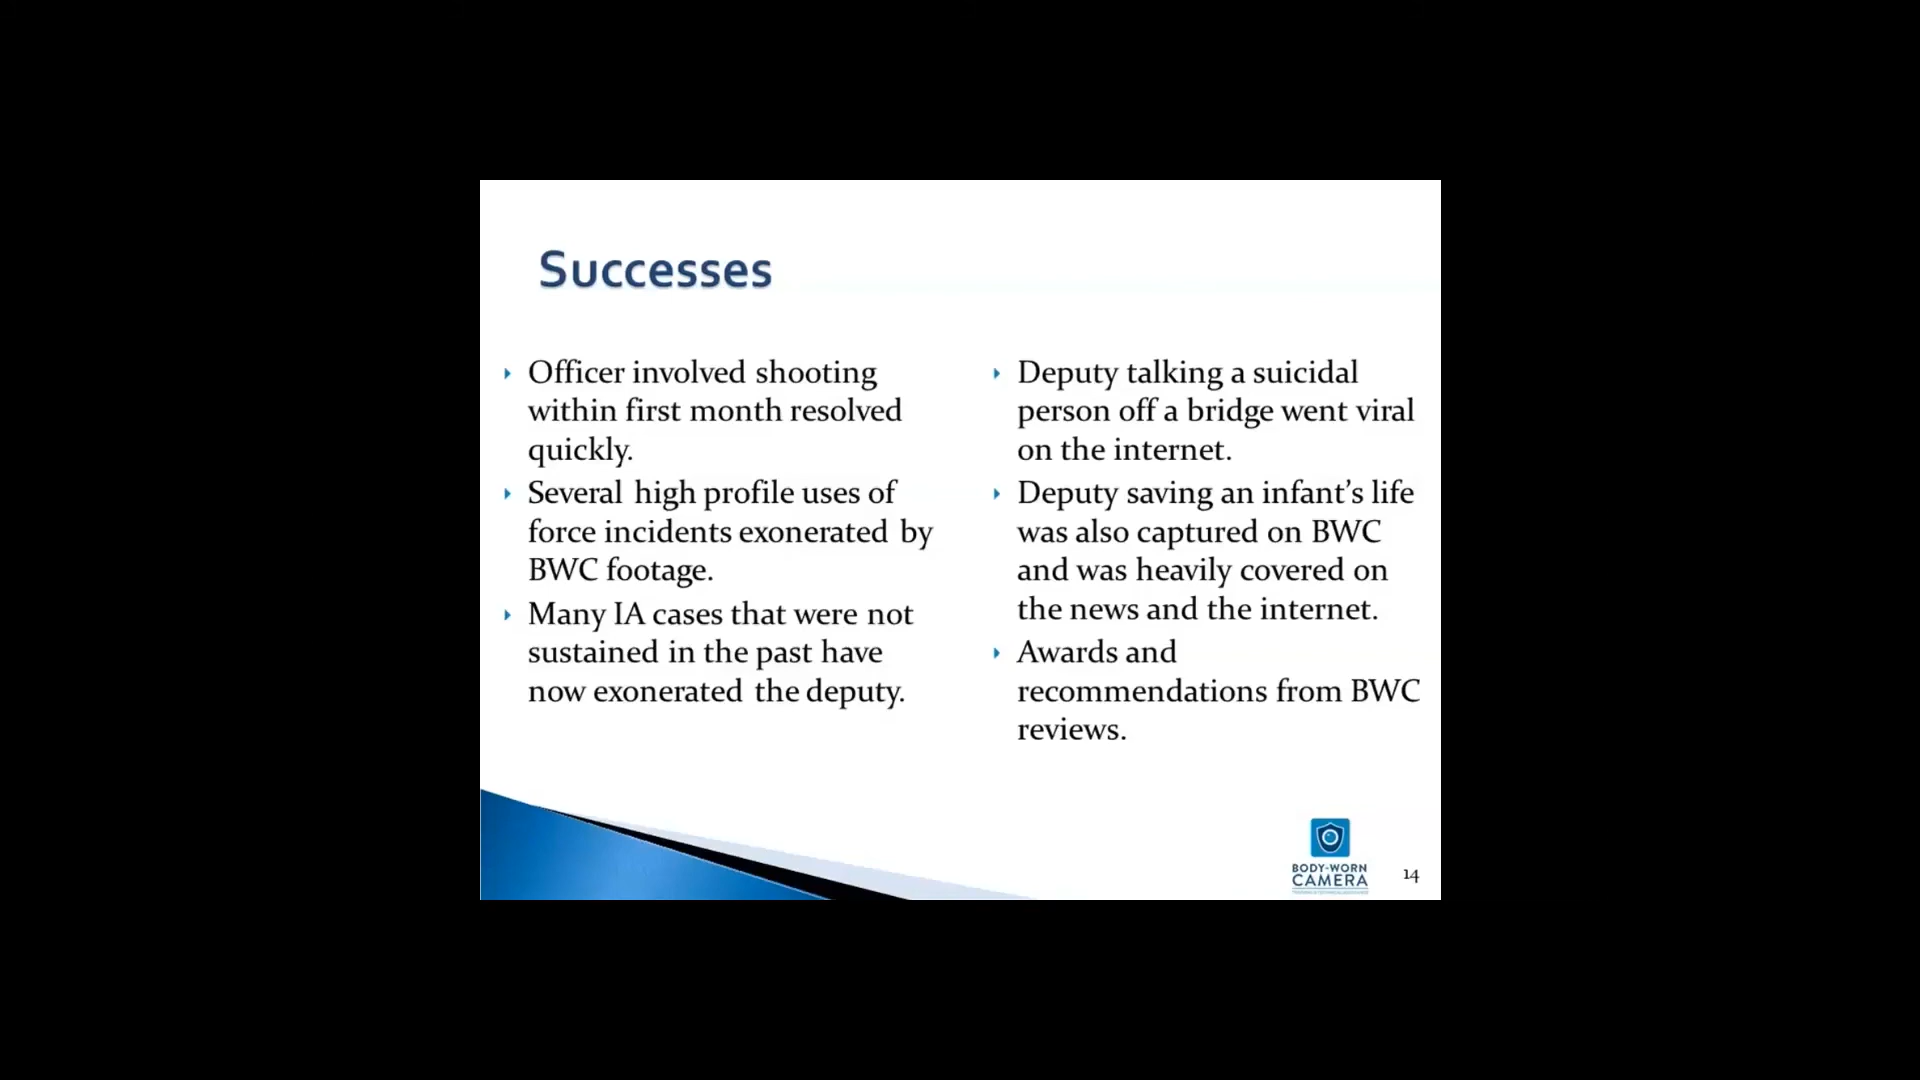 Successes
Officer involved shooting
within first month resolved
quickly.
Several high profile uses of
force incidents exonerated by
BWC footage.
Many IA cases that were not
sustained in the past have
now exonerated the deputy.
Deputy talking a suicidal
person off a bridge went viral
on the internet.
Deputy saving an infant’s life
was also captured on BWC
and was heavily covered on
the news and the internet.
Awards and
recommendations from BWC
reviews.
BODY-WORN
CAMERA
14